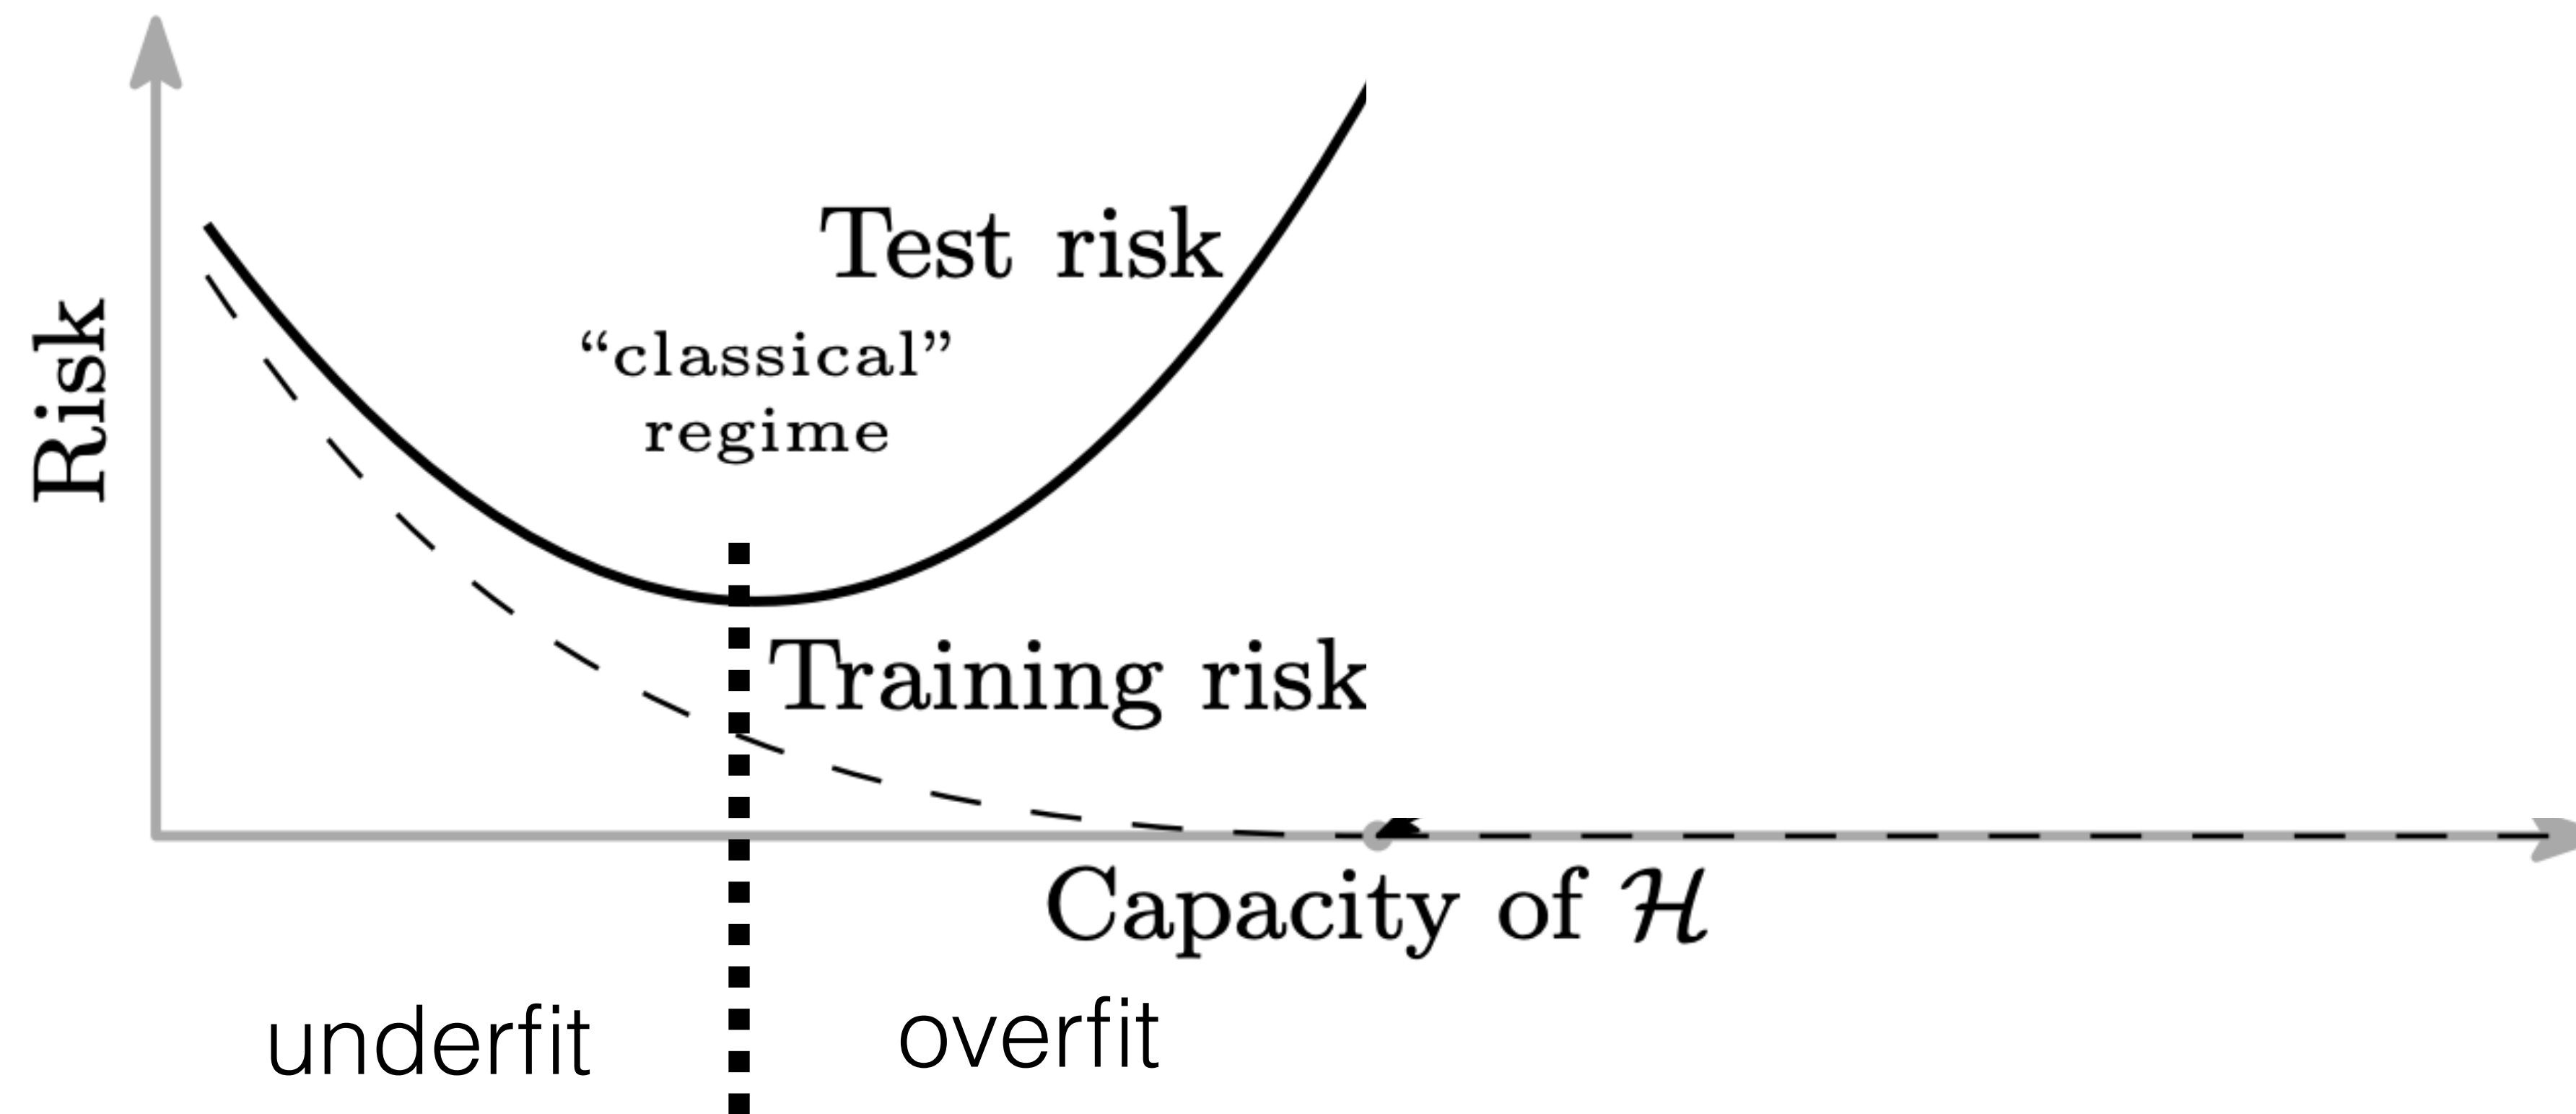 Test risk
“classical”
regime
Risk
Training risk
Capacity of ℋ
underfit
overfit